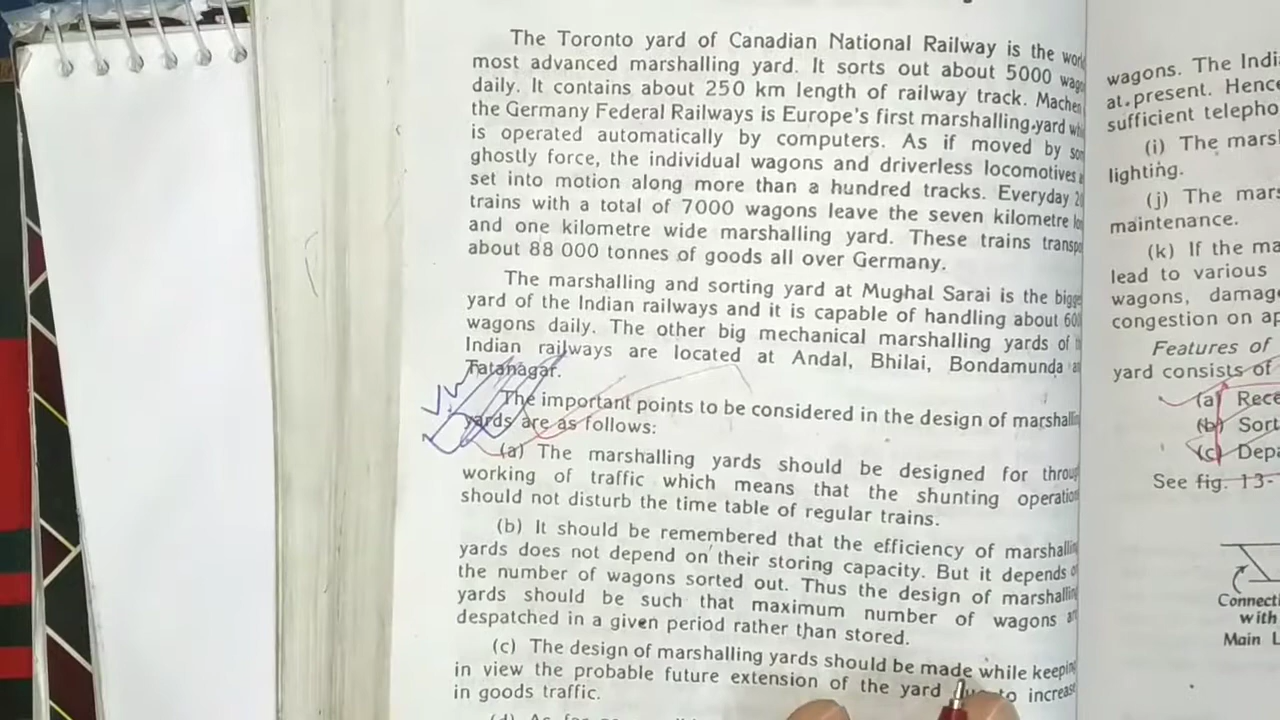 The Toronto yard of Canadian National Railway is the
most advanced marshalling yard. It sorts out about 5000
daily. It contains about 250 km length of railway track.
the Germany Federal Railways is Europe's first marshalling yard
is operated automatically by computers. As if moved by
ghostly force, the individual wagons and driverless locomotives
set into motion along more than a hundred tracks. Everyday
trains with a total of 7000 wagons leave the seven kilometre
and one kilometre wide marshalling yard. These trains
about 88 000 tonnes of goods all over Germany.
The marshalling and sorting yard at Mughal Sarai is the
yard of the Indian railways and it is capable of handling about
wagons daily. The other big mechanical marshalling yards of
Indian railways are located at Andal, Bhilai, Bondamunda
Tatanagar.
The important points to be considered in the design of
yards are as follows:
(a) The marshalling yards should be designed for
working of traffic which means that the shunting
should not disturb the time table of regular trains.
(b) It should be remembered that the efficiency of
yards does not depend on their storing capacity. But it depends
the number of wagons sorted out. Thus the design of
yards should be such that maximum number of wagons
despatched in a given period rather than stored.
(c) The design of marshalling yards should be made while
in view the probable future extension of the yard to
in goods traffic.
wagons. The
at present. Hence
sufficient
(i) The
lighting.
(j) The
maintenance.
(k) If the
lead to various
wagons,
congestion on
Features of
yard consists of
(a)
(b)
(c)
See fig. 13-
with
Main